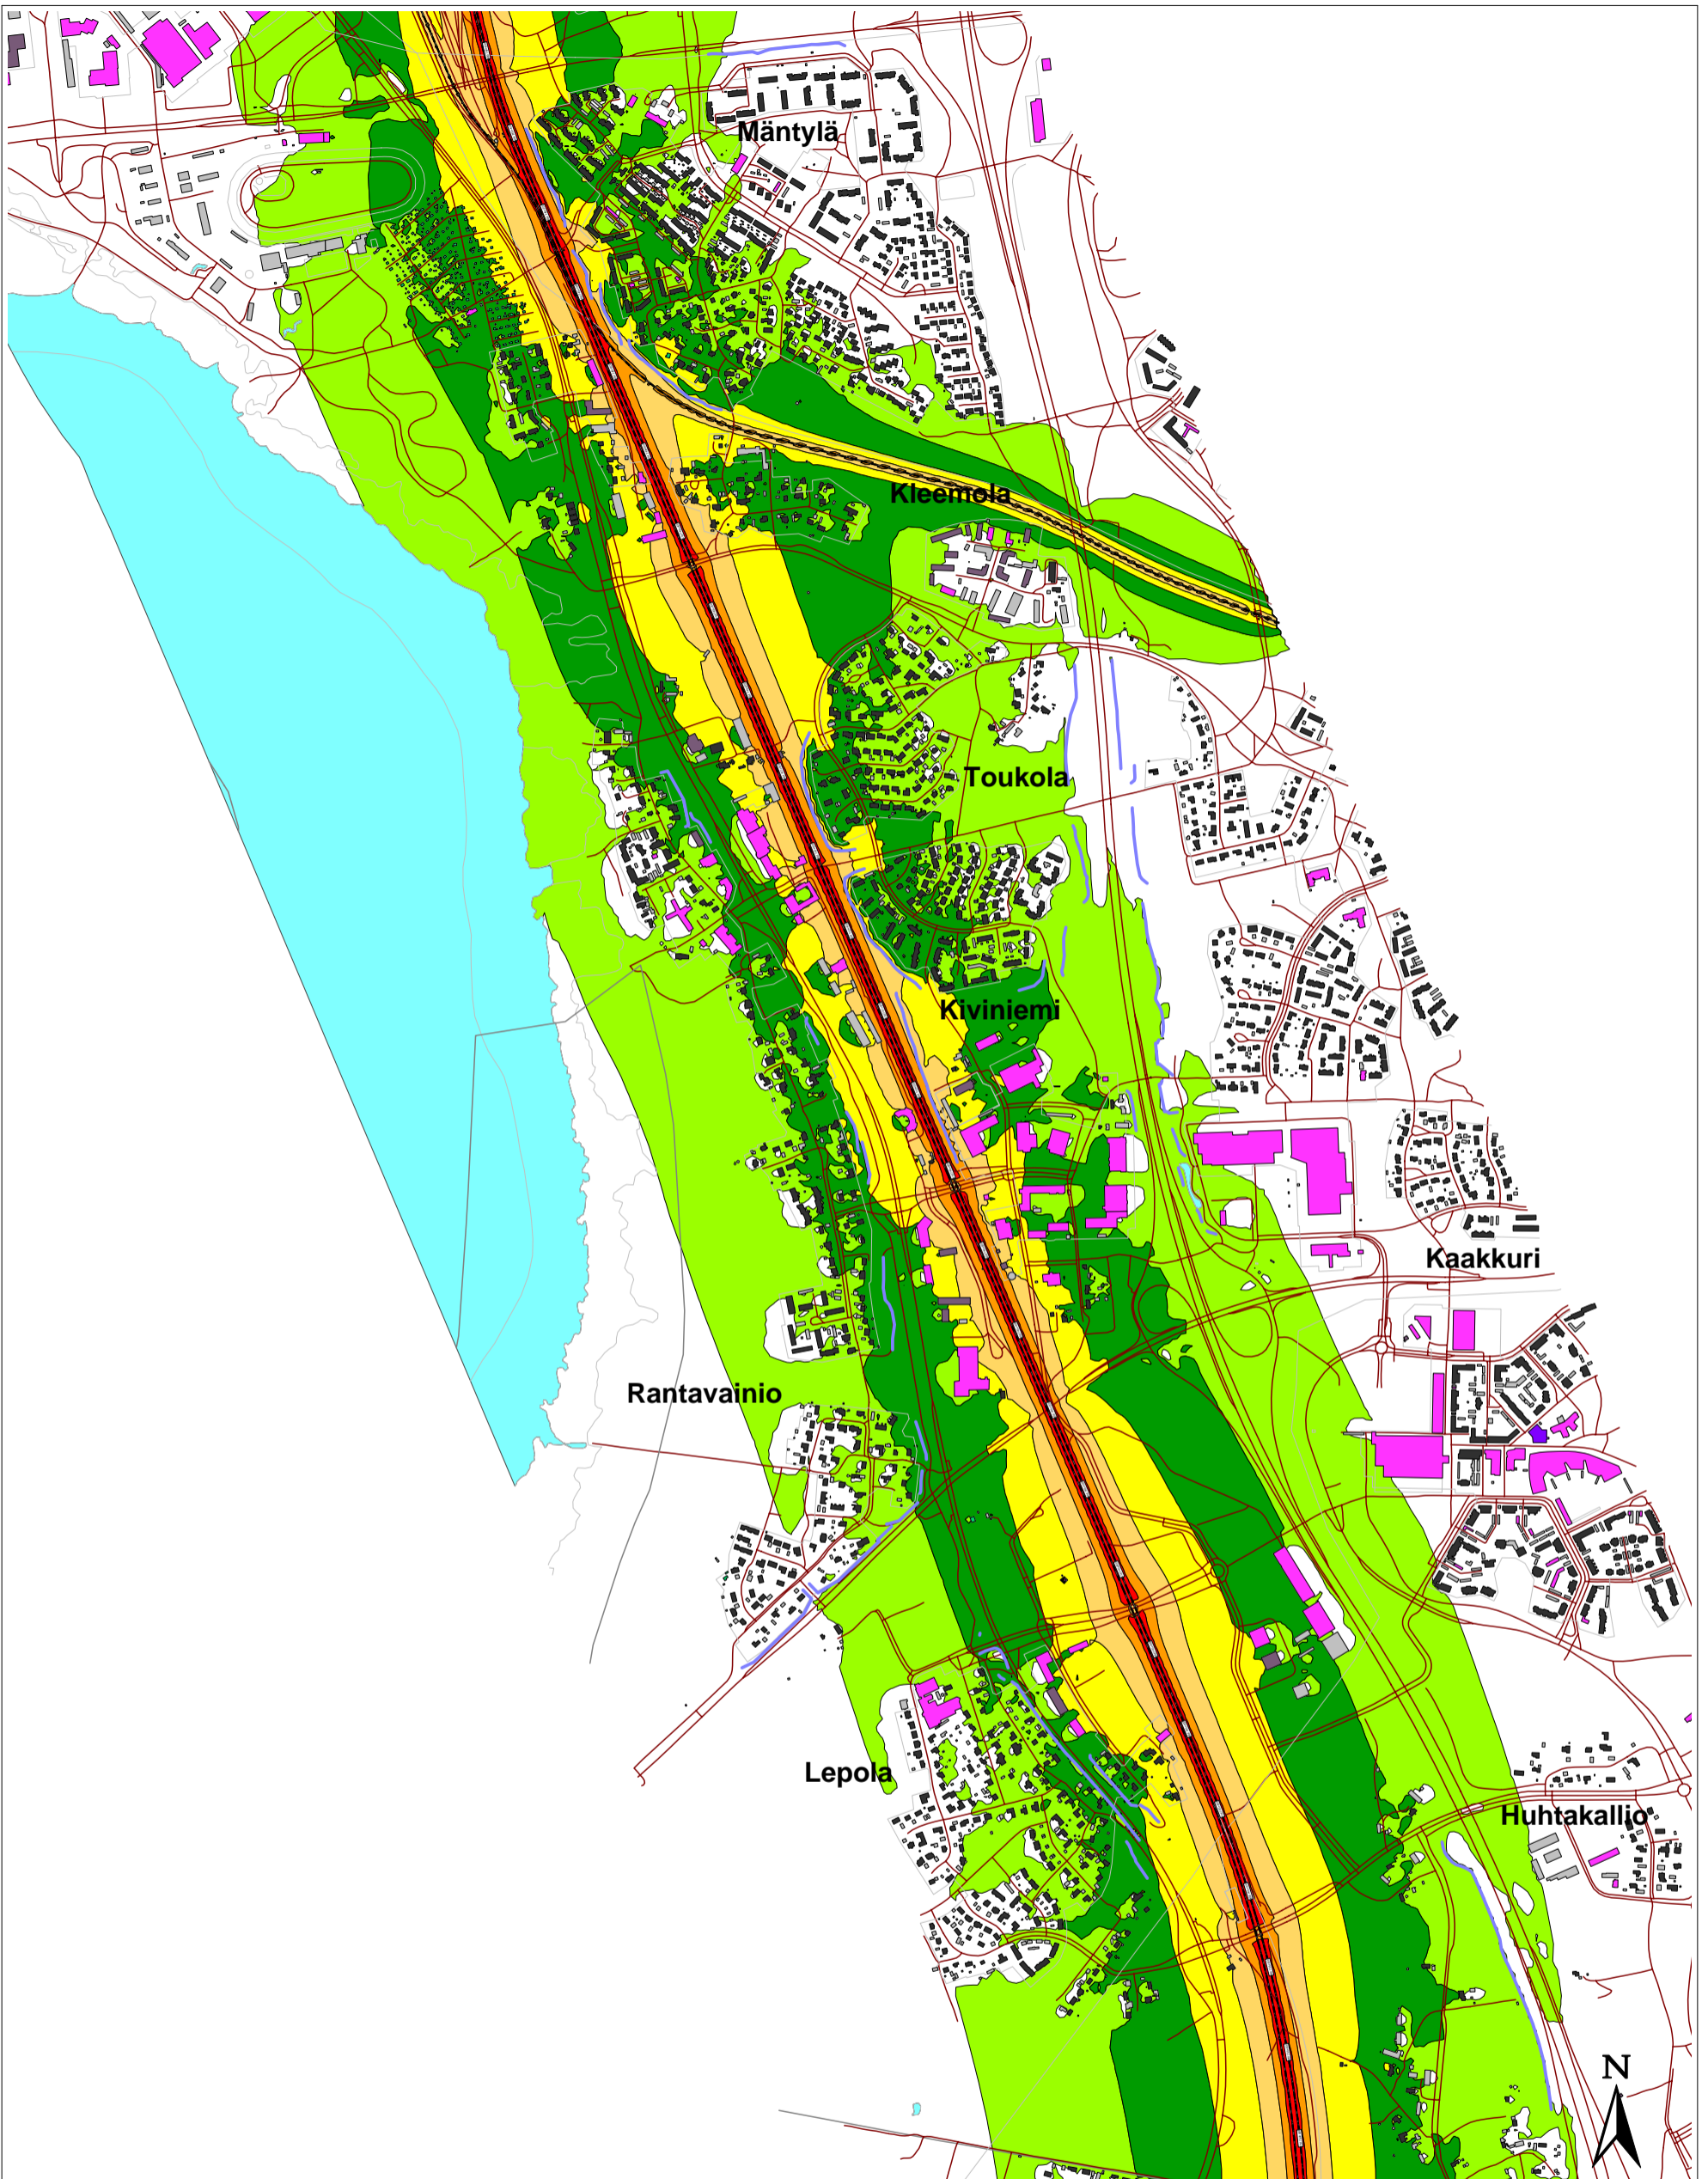 Mäntylä
Kleemola
Toukola
Kiviniemi
Kaakkuri
Rantavainio
Lepola
Huhtakallio
N